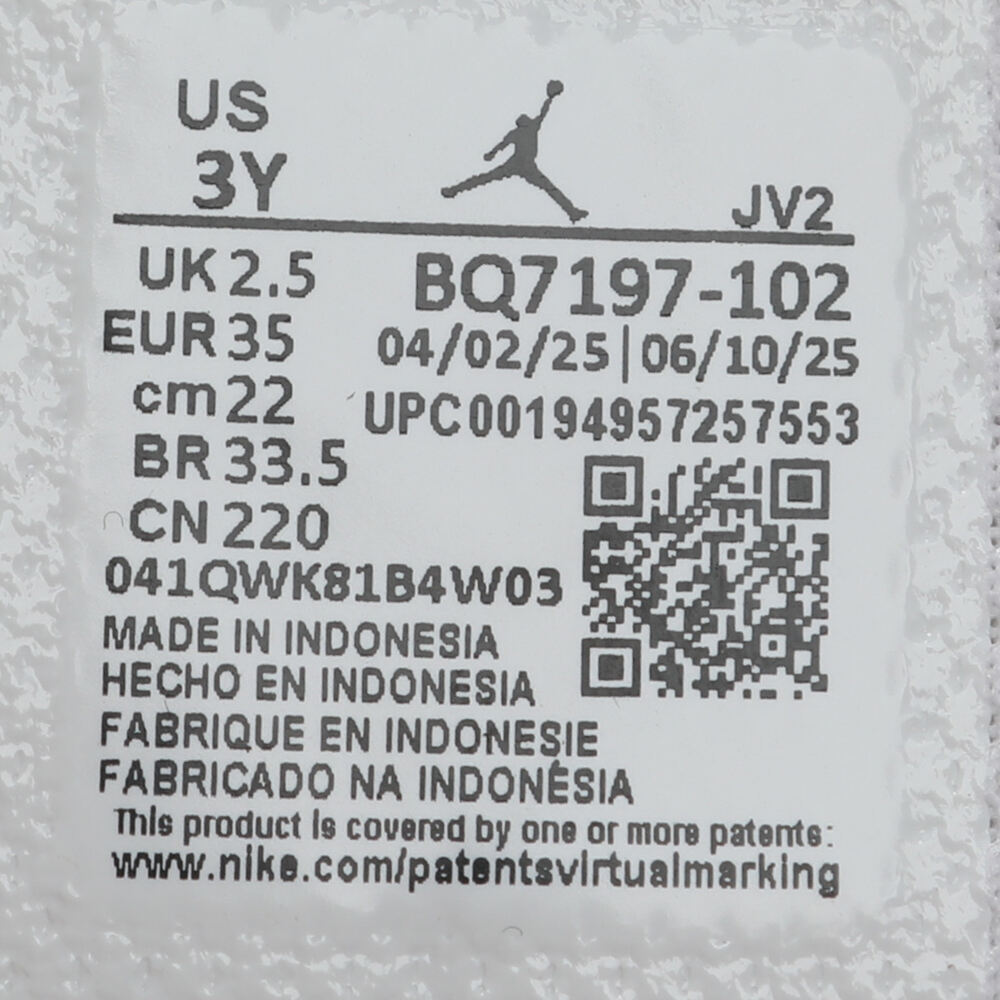 US
3Y
JV2
UK 2.5
BQ7197-102
EUR 35
04/02/25|06/10/25
cm 22
UPC00194957257553
BR 33.5
CN 220
041QWK81B4W03
MADE IN INDONESIA
HECHO EN INDONESIA
FABRIQUE EN INDONESIE
FABRICADO NA INDONÉSIA
This product is covered by one or more patents:
www.nike.com/patentsvirtualmarking